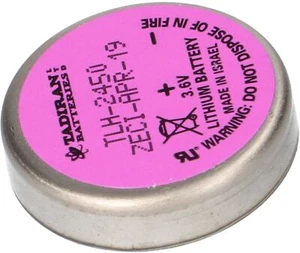 TADIRAN
BATTERIES
TLH-2450
ZECI-APR-19
-
+
3.6V
LITHIUM BATTERY
MADE IN ISRAEL
WARNING: DO NOT DISPOSE OF IN FIRE